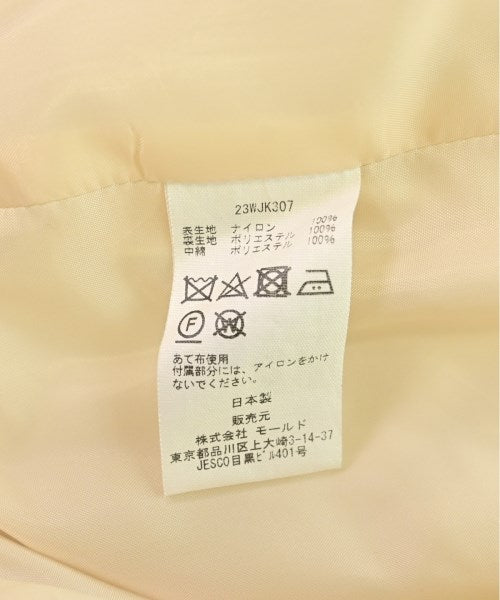 23WJK307
表生地 ナイロン 100%
裏生地 ポリエステル 100%
中綿 ポリエステル 100%
F W
あて布使用
付属部分には、アイロンをかけ
ないでください。
日本製
販売元
株式会社 モールド
東京都品川区上大崎3-14-37
JESCO目黒ビル401号